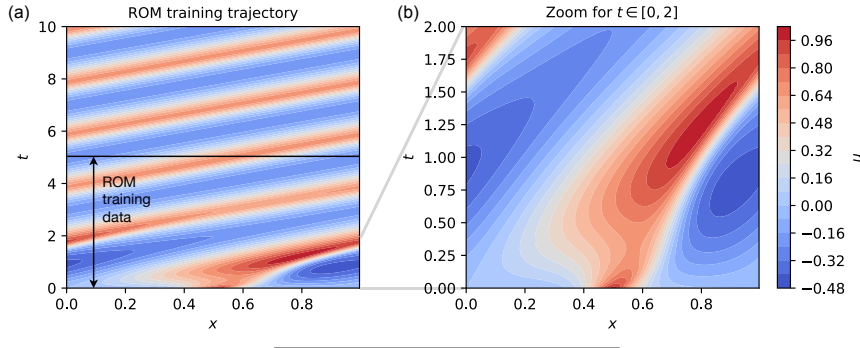 (a)
ROM training trajectory
10
8
6
4
2
0
t
ROM
training
data
0.0
0.2
0.4
0.6
0.8
x
(b)
Zoom for t ∈ [0, 2]
2.00
1.75
1.50
1.25
1.00
0.75
0.50
0.25
0.00
t
0.0
0.2
0.4
0.6
0.8
x
0.96
0.80
0.64
0.48
0.32
0.16
0.00
−0.16
−0.32
−0.48
u